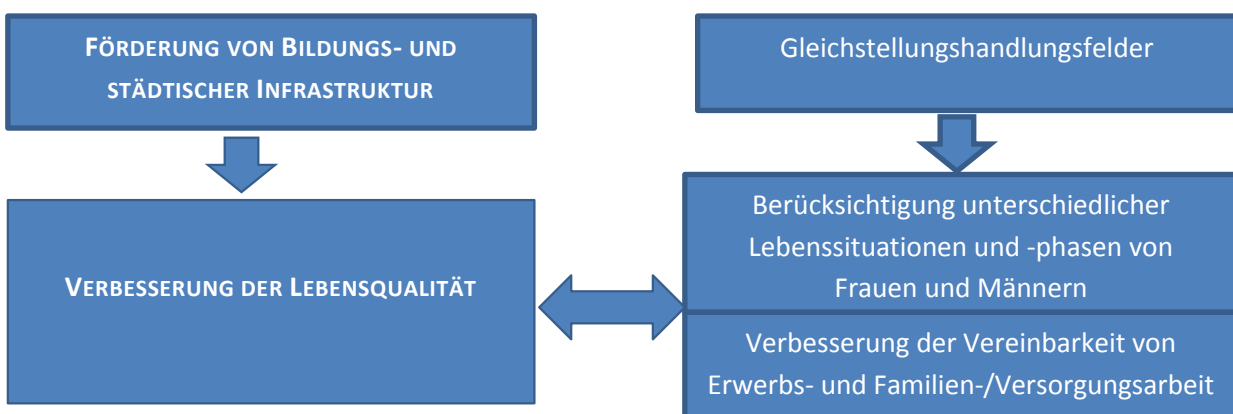 FÖRDERUNG VON BILDUNGS- UND
STÄDTISCHER INFRASTRUKTUR
Gleichstellungshandlungsfelder
VERBESSERUNG DER LEBENSQUALITÄT
Berücksichtigung unterschiedlicher
Lebenssituationen und -phasen von
Frauen und Männern
Verbesserung der Vereinbarkeit von
Erwerbs- und Familien-/Versorgungsarbeit